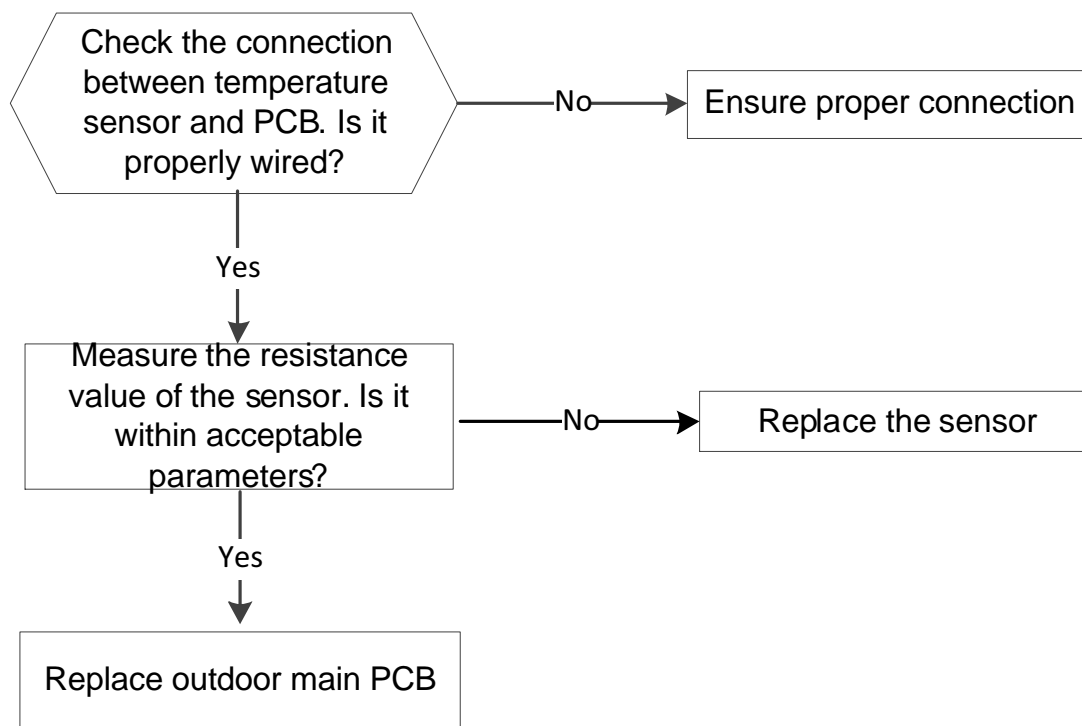 Check the connection
between temperature
sensor and PCB. Is it
properly wired?
No
Ensure proper connection
Yes
Measure the resistance
value of the sensor. Is it
within acceptable
parameters?
No
Replace the sensor
Yes
Replace outdoor main PCB